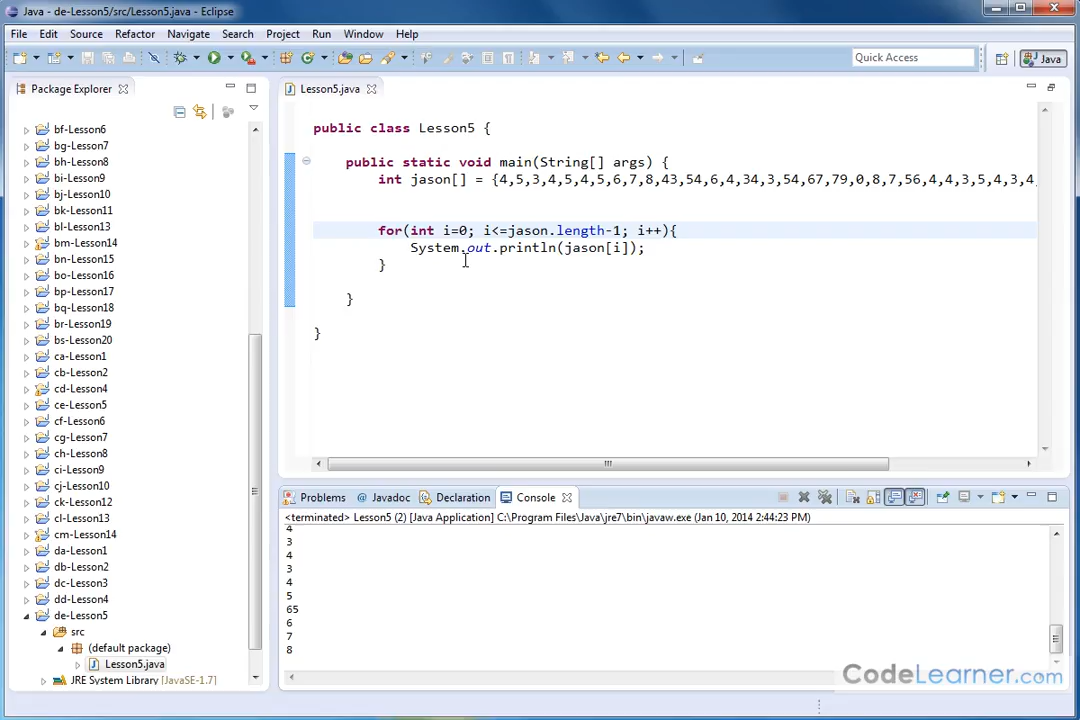 Java - de-Lesson5/src/Lesson5.java - Eclipse
File Edit Source Refactor Navigate Search Project Run Window Help
Quick Access
Java
Package Explorer
bf-Lesson6
bg-Lesson7
bh-Lesson8
bi-Lesson9
bj-Lesson10
bk-Lesson11
bl-Lesson13
bm-Lesson14
bn-Lesson15
bo-Lesson16
bp-Lesson17
bq-Lesson18
br-Lesson19
bs-Lesson20
ca-Lesson1
cb-Lesson2
cd-Lesson4
ce-Lesson5
cf-Lesson6
cg-Lesson7
ch-Lesson8
ci-Lesson9
cj-Lesson10
ck-Lesson12
cl-Lesson13
cm-Lesson14
da-Lesson1
db-Lesson2
dc-Lesson3
dd-Lesson4
de-Lesson5
src
(default package)
Lesson5.java
JRE System Library [JavaSE-1.7]
Lesson5.java
public class Lesson5 {
public static void main(String[] args) {
int jason[] = {4,5,3,4,5,4,5,6,7,8,43,54,6,4,34,3,54,67,79,0,8,7,56,4,4,3,5,4,3,4,
for(int i=0; i<=jason.length-1; i++){
System.out.println(jason[i]);
}
}
}
Problems @ Javadoc Declaration Console
<terminated> Lesson5 (2) [Java Application] C:\Program Files\Java\jre7\bin\javaw.exe (Jan 10, 2014 2:44:23 PM)
4
3
4
3
4
5
65
6
7
8
CodeLearner.com